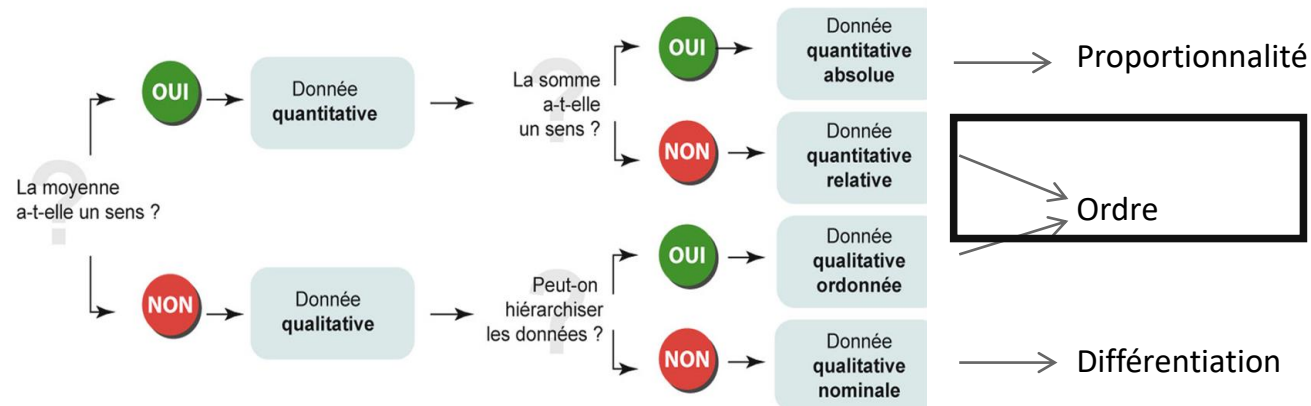 La moyenne
a-t-elle un sens ?
?
OUI
Donnée
quantitative
La somme
a-t-elle
un sens ?
?
OUI
Donnée
quantitative
absolue
Proportionnalité
NON
Donnée
quantitative
relative
Ordre
NON
Donnée
qualitative
Peut-on
hiérarchiser
les données ?
?
OUI
Donnée
qualitative
ordonnée
NON
Donnée
qualitative
nominale
Différentiation